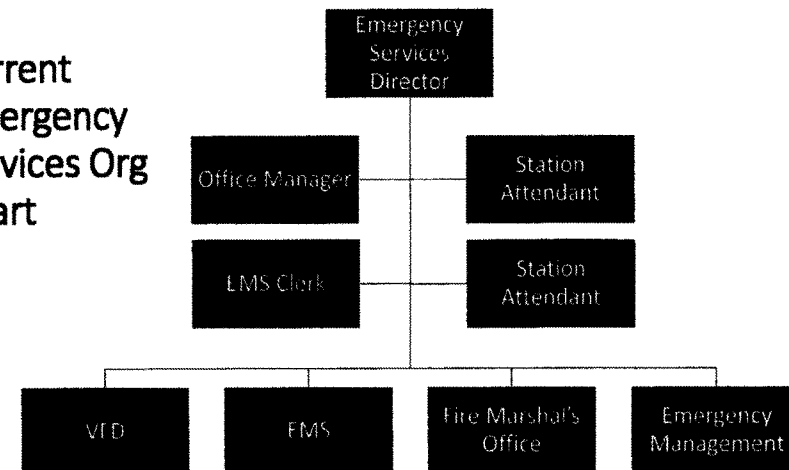 rrent
ergency
vices Org
art
Emergency
Services
Director
Office Manager
Station
Attendant
EMS Clerk
Station
Attendant
VFD
EMS
Fire Marshal's
Office
Emergency
Management